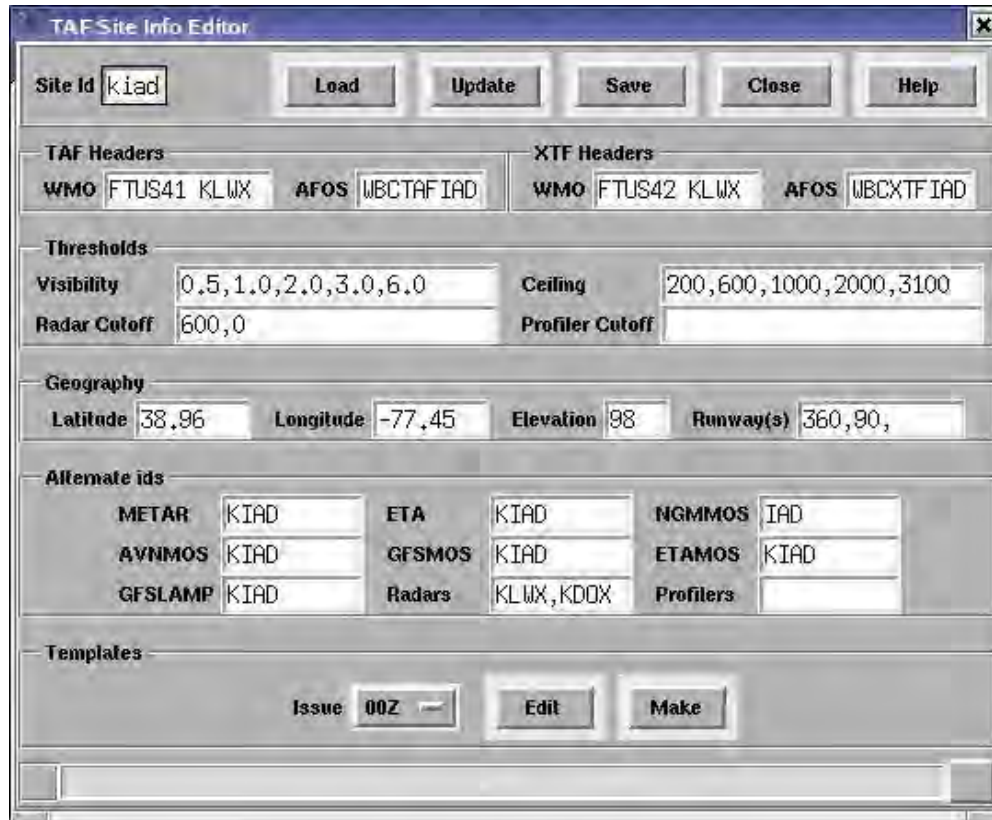 TAF Site Info Editor
Site Id kiad Load Update Save Close Help
TAF Headers XTF Headers
WMO FTUS41 KLWX AFOS WBCTAFIAD WMO FTUS42 KLWX AFOS WBCXTFIAD
Thresholds
Visibility 0.5,1.0,2.0,3.0,6.0 Ceiling 200,600,1000,2000,3100
Radar Cutoff 600,0 Profiler Cutoff
Geography
Latitude 38.96 Longitude -77.45 Elevation 98 Runway(s) 360,90,
Alternate ids
METAR KIAD ETA KIAD NGMMOS IAD
AVNMOS KIAD GFSMOS KIAD ETAMOS KIAD
GFSLAMP KIAD Radars KLWX,KDOX Profilers
Templates
Issue 00Z Edit Make